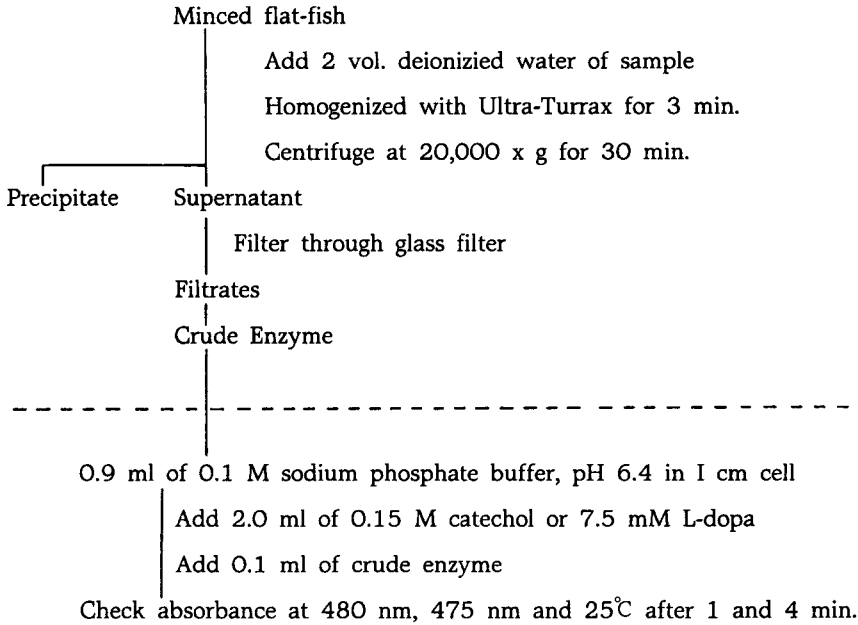 Minced flat-fish
Add 2 vol. deionizied water of sample
Homogenized with Ultra-Turrax for 3 min.
Centrifuge at 20,000 x g for 30 min.
Precipitate Supernatant
Filter through glass filter
Filtrates
Crude Enzyme
0.9 ml of 0.1 M sodium phosphate buffer, pH 6.4 in I cm cell
Add 2.0 ml of 0.15 M catechol or 7.5 mM L-dopa
Add 0.1 ml of crude enzyme
Check absorbance at 480 nm, 475 nm and 25℃ after 1 and 4 min.